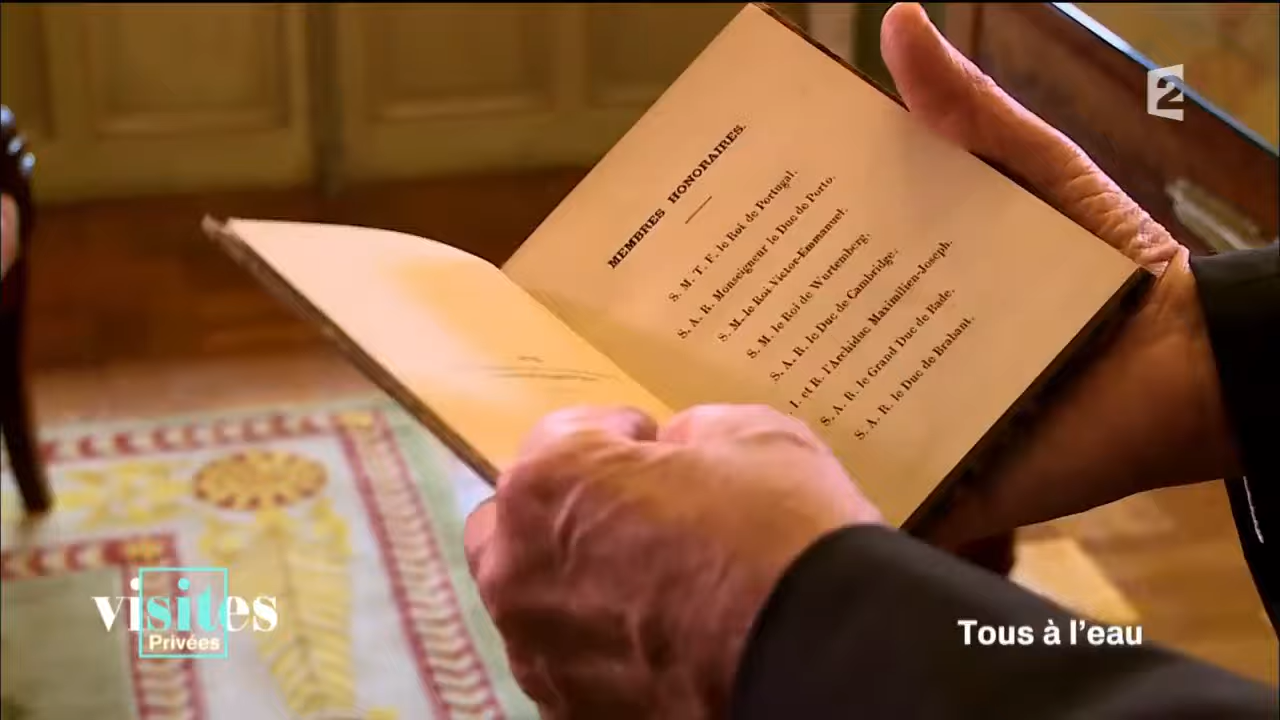 MEMBRES HONORAIRES.
S. M. T. F. le Roi de Portugal.
S. A. R. Monseigneur le Duc de Porto.
S. M. le Roi Victor-Emmanuel.
S. M. le Roi de Wurtemberg.
S. A. R. le Duc de Cambridge.
. I. et R. l'Archiduc Maximilien-Joseph.
S. A. R. le Grand Duc de Bade.
S. A. R. le Duc de Brabant.
2
visites
Privées
Tous à l'eau